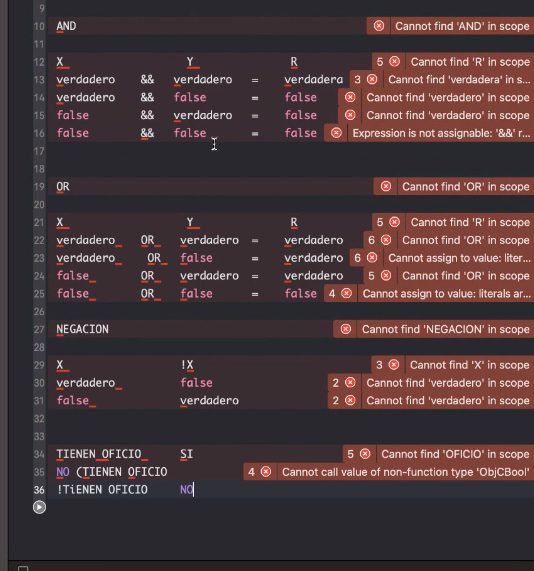 9
10 AND Cannot find 'AND' in scope
11
12 X Y R 5 Cannot find 'R' in scope
13 verdadero && verdadero = verdadera 3 Cannot find 'verdadera' in s...
14 verdadero && false = false Cannot find 'verdadero' in scope
15 false && verdadero = false Cannot find 'verdadero' in scope
16 false && false = false Expression is not assignable: '&&' r...
17
18
19 OR Cannot find 'OR' in scope
20
21 X Y R 5 Cannot find 'R' in scope
22 verdadero OR verdadero = verdadero 6 Cannot find 'OR' in scope
23 verdadero OR false = verdadero 6 Cannot assign to value: liter...
24 false OR verdadero = verdadero 5 Cannot find 'OR' in scope
25 false OR false = false 4 Cannot assign to value: literals ar...
26
27 NEGACION Cannot find 'NEGACION' in scope
28
29 X !X 3 Cannot find 'X' in scope
30 verdadero false 2 Cannot find 'verdadero' in scope
31 false verdadero 2 Cannot find 'verdadero' in scope
32
33
34 TIENEN OFICIO SI 5 Cannot find 'OFICIO' in scope
35 NO (TIENEN OFICIO 4 Cannot call value of non-function type 'ObjCBool'
36 !TiENEN OFICIO NO